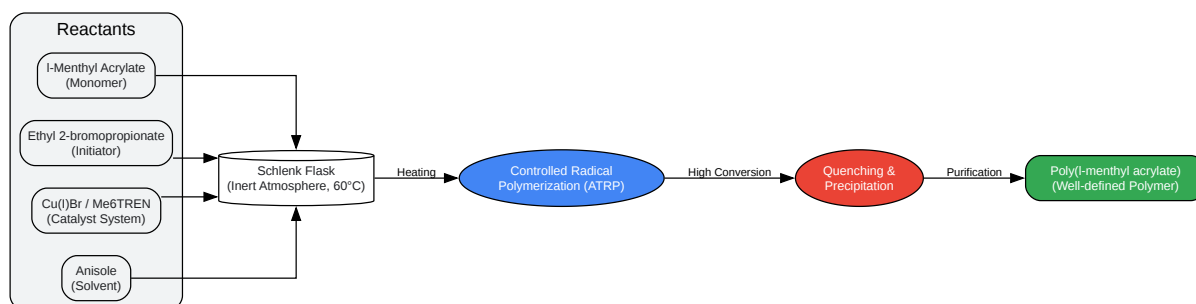 Reactants
l-Menthyl Acrylate
(Monomer)
Ethyl 2-bromopropionate
(Initiator)
Cu(I)Br / Me6TREN
(Catalyst System)
Anisole
(Solvent)
Schlenk Flask
(Inert Atmosphere, 60°C)
Heating
Controlled Radical
Polymerization (ATRP)
High Conversion
Quenching &
Precipitation
Purification
Poly(l-menthyl acrylate)
(Well-defined Polymer)